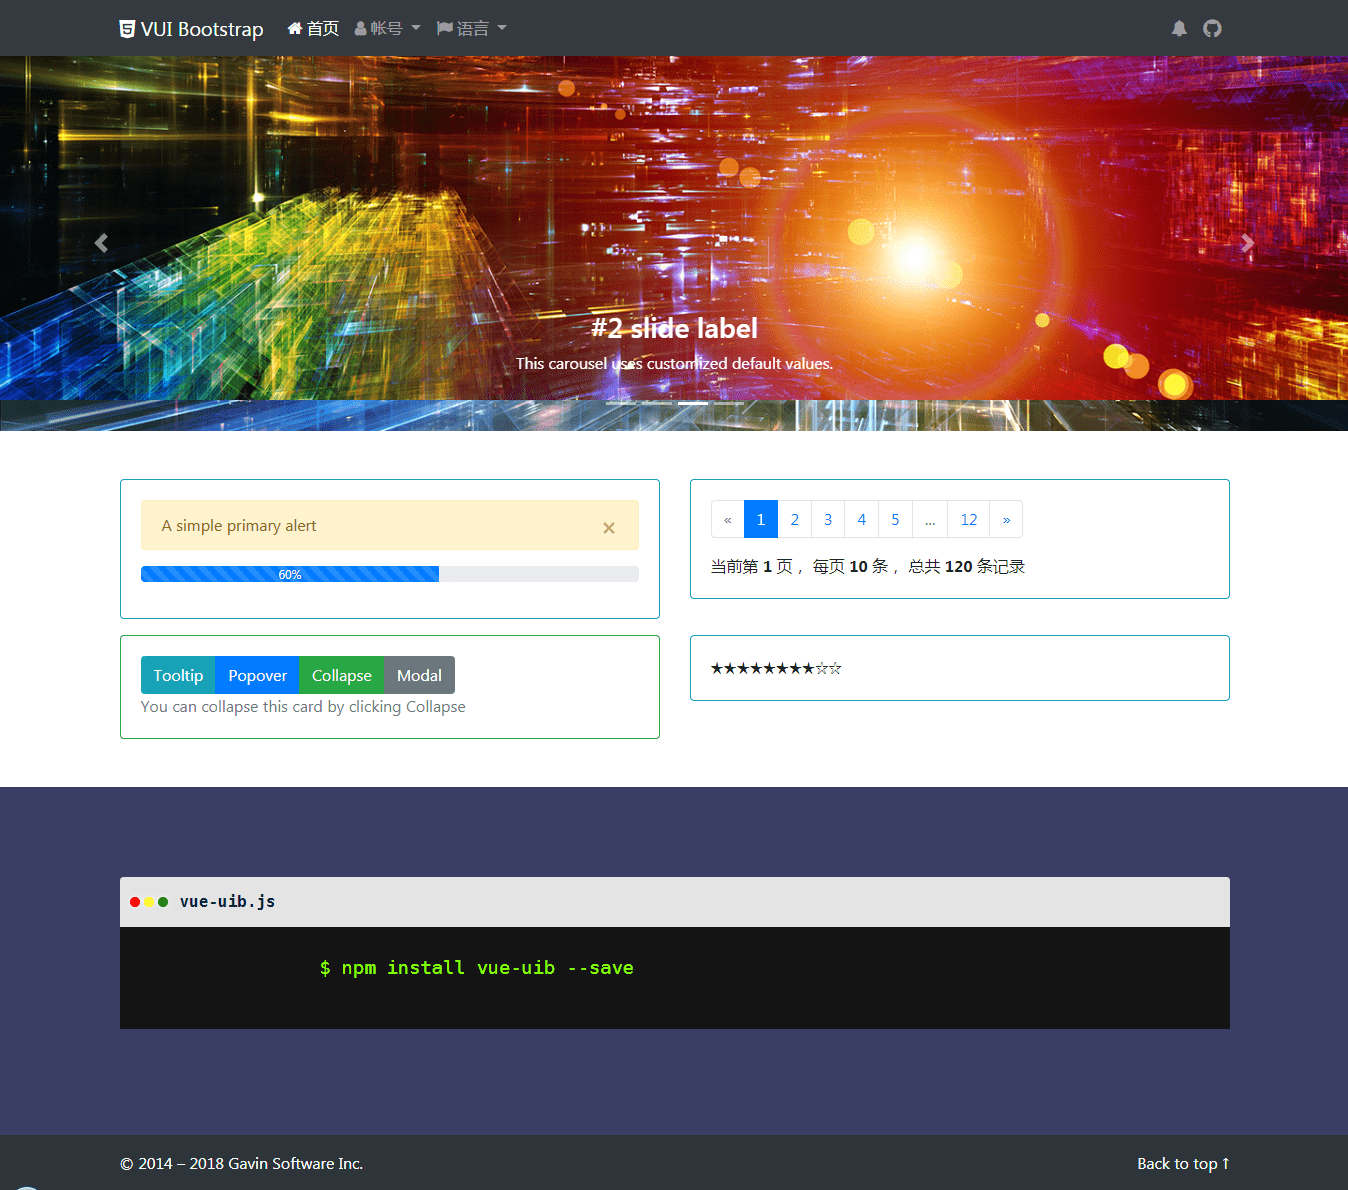 VUI Bootstrap 首页 帐号 语言
#2 slide label
This carousel uses customized default values.
A simple primary alert ×
60%
« 1 2 3 4 5 ... 12 »
当前第 1 页， 每页 10 条， 总共 120 条记录
Tooltip Popover Collapse Modal
You can collapse this card by clicking Collapse
★★★★★★★★☆☆
vue-uib.js
$ npm install vue-uib --save
© 2014 – 2018 Gavin Software Inc. Back to top ↑